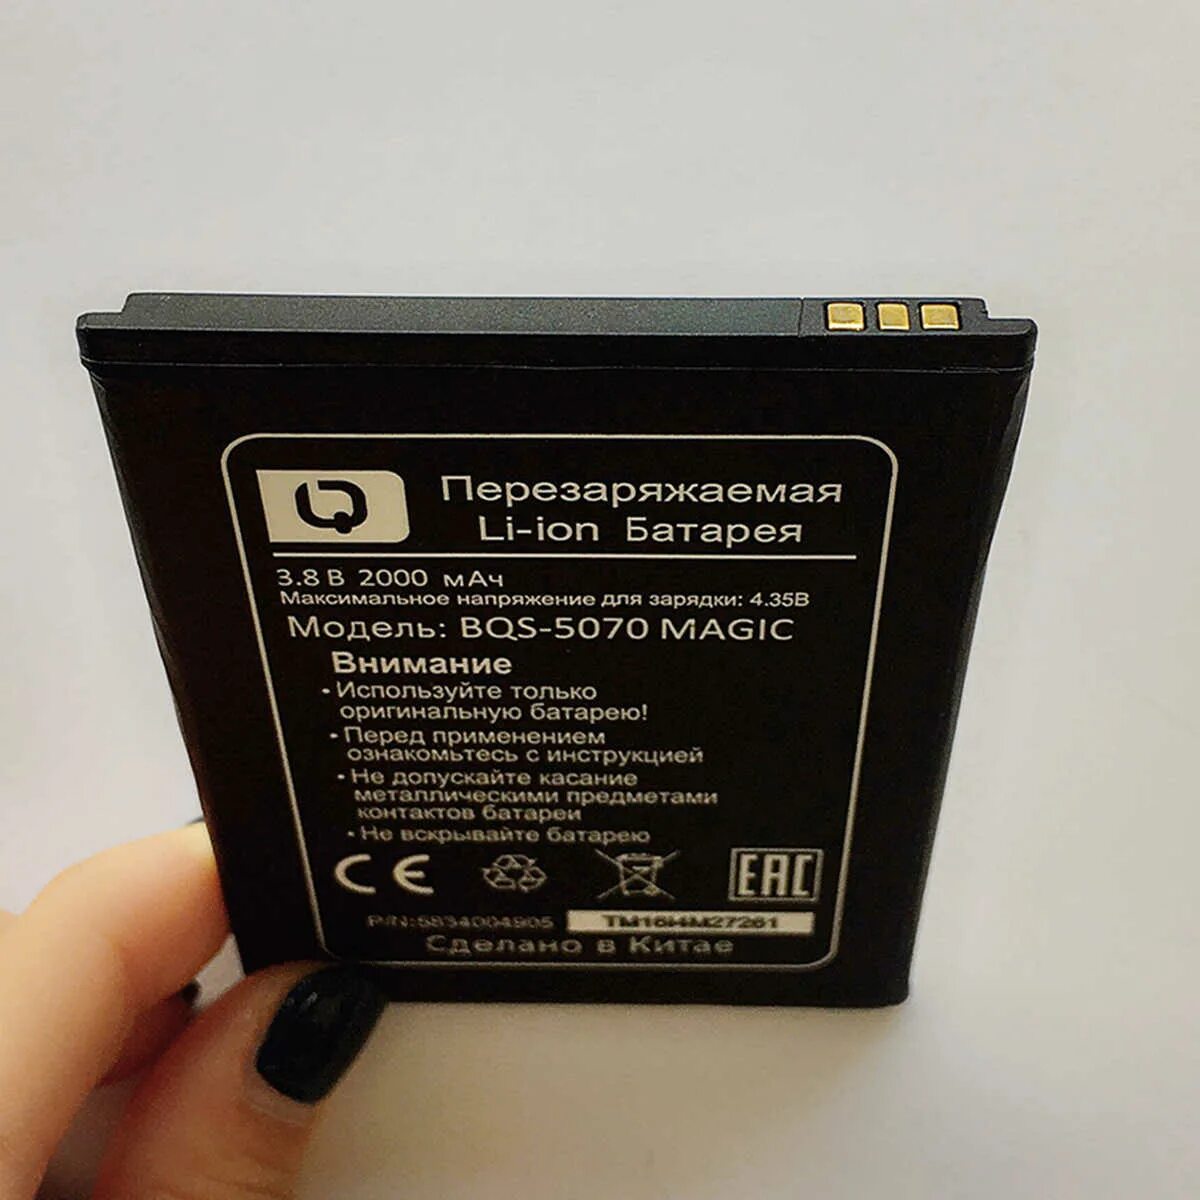 Перезаряжаемая
Li-ion Батарея
3.8 В 2000 мАч
Максимальное напряжение для зарядки: 4.35В
Модель: BQS-5070 MAGIC
Внимание
• Используйте только
оригинальную батарею!
• Перед применением
ознакомьтесь с инструкцией
• Не допускайте касание
металлическими предметами
контактов батареи
• Не вскрывайте батарею
CE EAC
P/N:5834004905 TM16I4M27261
Сделано в Китае